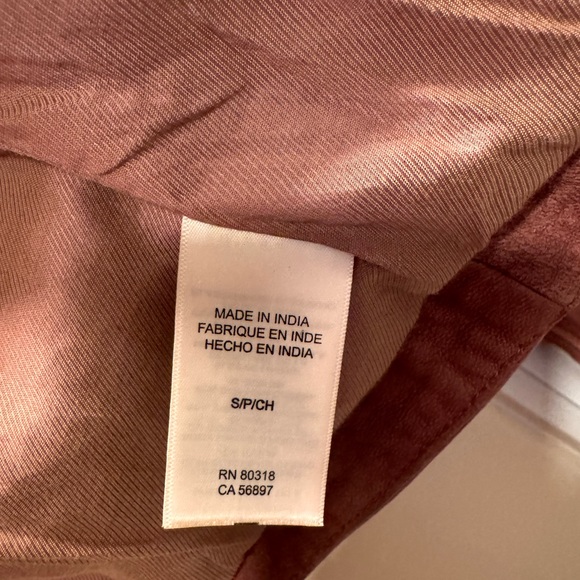 MADE IN INDIA
FABRIQUE EN INDE
HECHO EN INDIA
S/P/CH
RN 80318
CA 56897